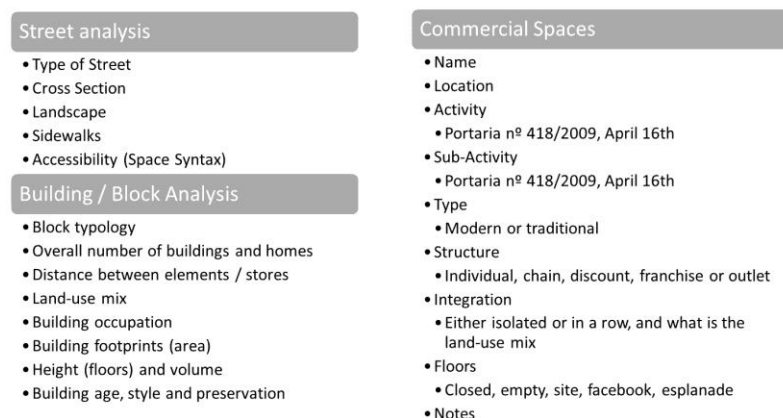 Street analysis
• Type of Street
• Cross Section
• Landscape
• Sidewalks
• Accessibility (Space Syntax)
Building / Block Analysis
• Block typology
• Overall number of buildings and homes
• Distance between elements / stores
• Land-use mix
• Building occupation
• Building footprints (area)
• Height (floors) and volume
• Building age, style and preservation
Commercial Spaces
• Name
• Location
• Activity
• Portaria nº 418/2009, April 16th
• Sub-Activity
• Portaria nº 418/2009, April 16th
• Type
• Modern or traditional
• Structure
• Individual, chain, discount, franchise or outlet
• Integration
• Either isolated or in a row, and what is the
land-use mix
• Floors
• Closed, empty, site, facebook, esplanade
• Notes